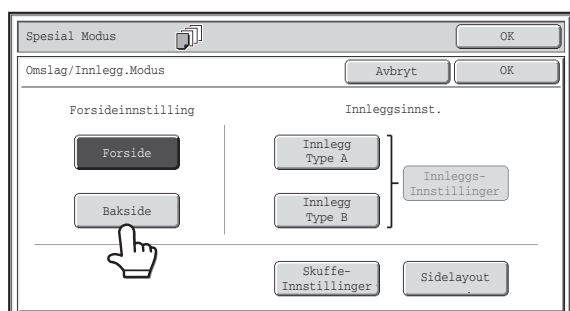 Spesial Modus
OK
Omslag/Innlegg.Modus
Avbryt
OK
Forsideinnstilling
Innleggsinnst.
Forside
Innlegg
Type A
Innleggs-
Innstillinger
Bakside
Innlegg
Type B
Skuffe-
Innstillinger
Sidelayout